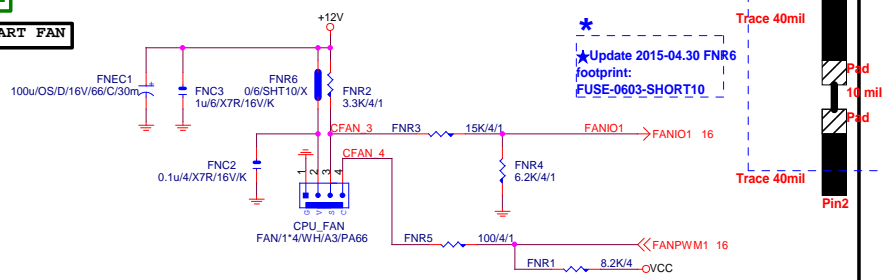 ART FAN
+12V
FNEC1
100u/OS/D/16V/66/C/30m
FNC3
1u/6/X7R/16V/K
FNR6
0/6/SHT10/X
FNR2
3.3K/4/1
*
★Update 2015-04.30 FNR6
footprint:
FUSE-0603-SHORT10
Trace 40mil
Pad
10 mil
Pad
Trace 40mil
Pin2
CFAN_3
FNR3
15K/4/1
FANIO1
FANIO1 16
FNC2
0.1u/4/X7R/16V/K
CFAN_4
FNR4
6.2K/4/1
1 2 3 4
G V S C
CPU_FAN
FAN/1*4/WH/A3/PA66
FNR5
100/4/1
FANPWM1 16
FNR1
8.2K/4
VCC